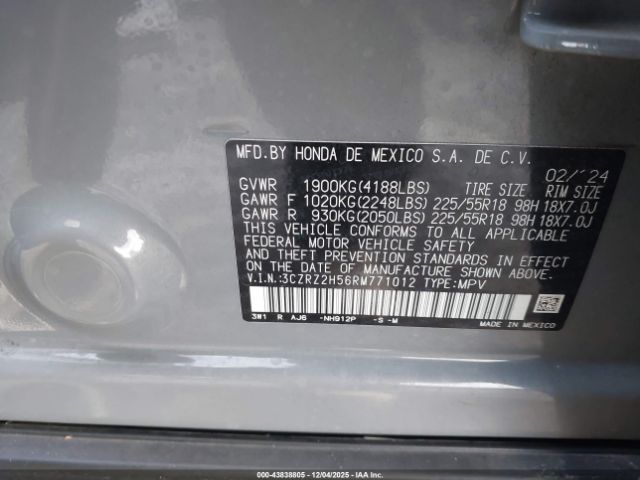 MFD.BY HONDA DE MEXICO S.A. DE C.V.
02/'24
GVWR 1900KG(4188LBS) TIRE SIZE RIM SIZE
GAWR F 1020KG(2248LBS) 225/55R18 98H 18X7.0J
GAWR R 930KG(2050LBS) 225/55R18 98H 18X7.0J
THIS VEHICLE CONFORMS TO ALL APPLICABLE
FEDERAL MOTOR VEHICLE SAFETY
AND THEFT PREVENTION STANDARDS IN EFFECT
ON THE DATE OF MANUFACTURE SHOWN ABOVE.
V.I.N.:3CZRZ2H56RM771012 TYPE:MPV
3W1 R AJ6 -NH912P -S -M MADE IN MEXICO
000-43838805 - 12/04/2025 - IAAI.COM